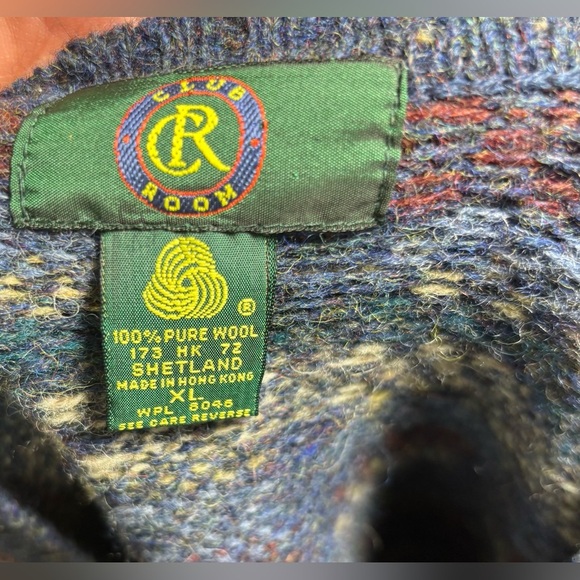 CLUB
CR
ROOM
®
100% PURE WOOL
173 HK 72
SHETLAND
MADE IN HONG KONG
XL
WPL 5046
SEE CARE REVERSE